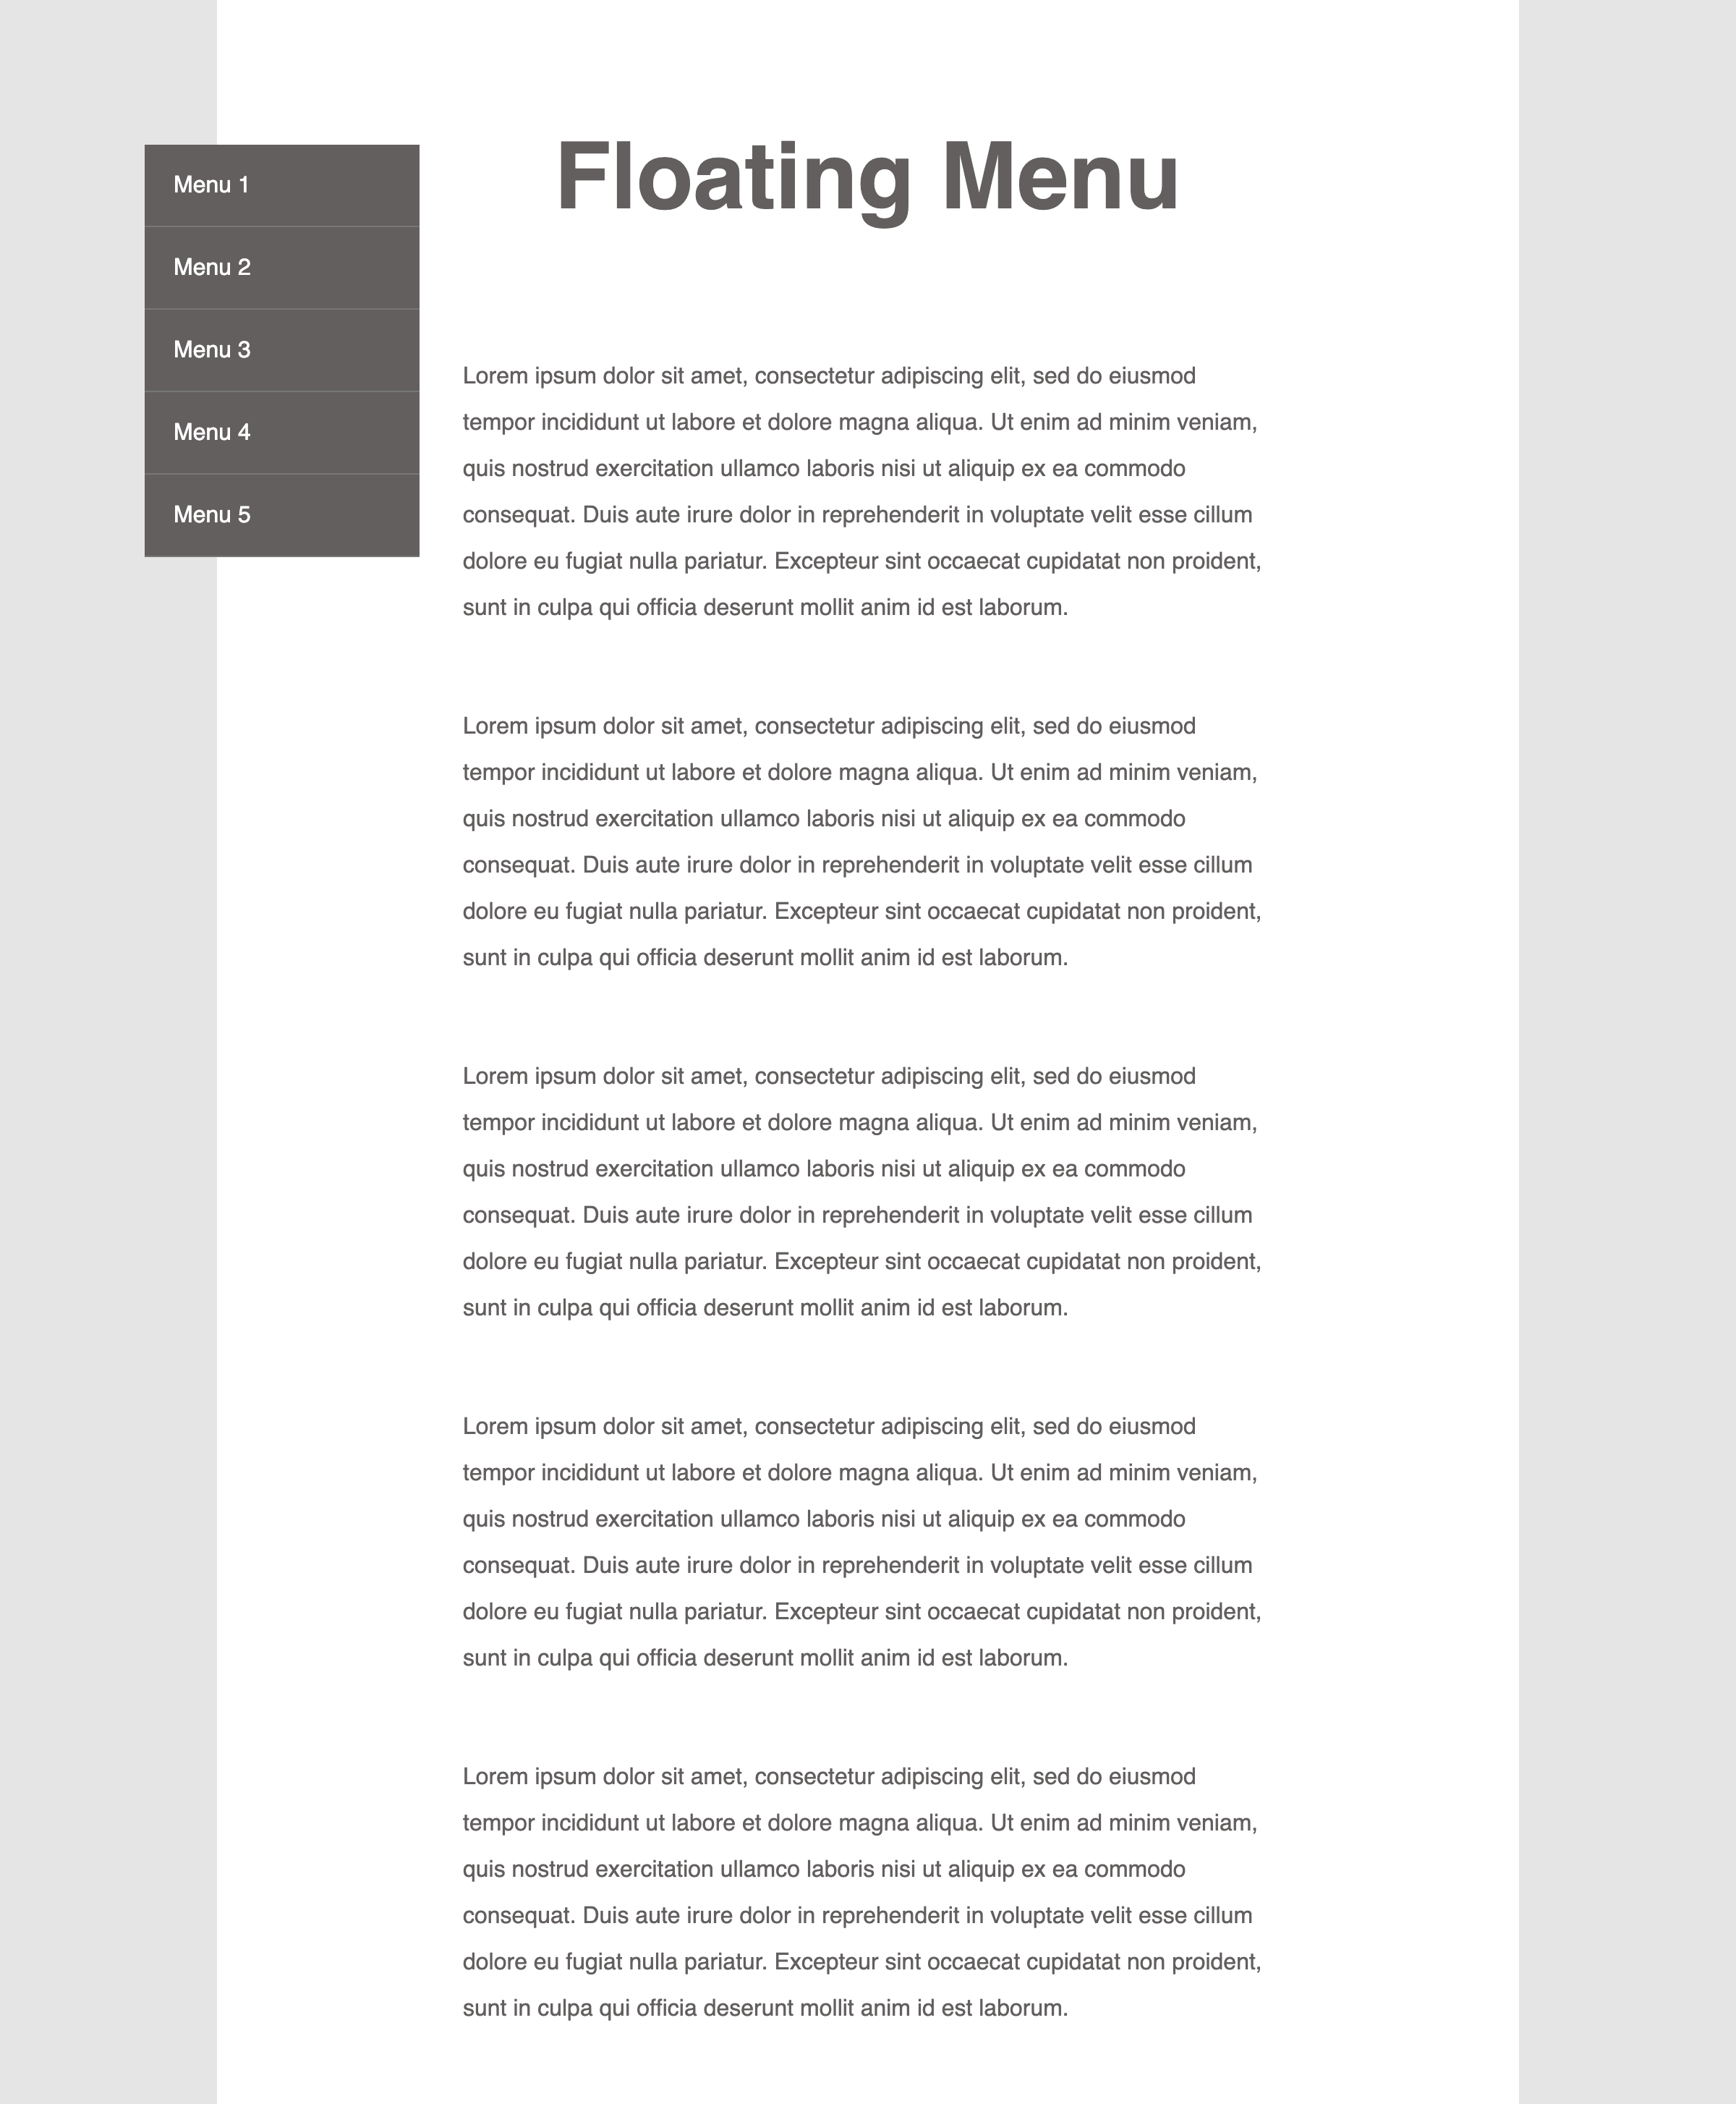 Floating Menu
Menu 1
Menu 2
Menu 3
Menu 4
Menu 5
Lorem ipsum dolor sit amet, consectetur adipiscing elit, sed do eiusmod
tempor incididunt ut labore et dolore magna aliqua. Ut enim ad minim veniam,
quis nostrud exercitation ullamco laboris nisi ut aliquip ex ea commodo
consequat. Duis aute irure dolor in reprehenderit in voluptate velit esse cillum
dolore eu fugiat nulla pariatur. Excepteur sint occaecat cupidatat non proident,
sunt in culpa qui officia deserunt mollit anim id est laborum.
Lorem ipsum dolor sit amet, consectetur adipiscing elit, sed do eiusmod
tempor incididunt ut labore et dolore magna aliqua. Ut enim ad minim veniam,
quis nostrud exercitation ullamco laboris nisi ut aliquip ex ea commodo
consequat. Duis aute irure dolor in reprehenderit in voluptate velit esse cillum
dolore eu fugiat nulla pariatur. Excepteur sint occaecat cupidatat non proident,
sunt in culpa qui officia deserunt mollit anim id est laborum.
Lorem ipsum dolor sit amet, consectetur adipiscing elit, sed do eiusmod
tempor incididunt ut labore et dolore magna aliqua. Ut enim ad minim veniam,
quis nostrud exercitation ullamco laboris nisi ut aliquip ex ea commodo
consequat. Duis aute irure dolor in reprehenderit in voluptate velit esse cillum
dolore eu fugiat nulla pariatur. Excepteur sint occaecat cupidatat non proident,
sunt in culpa qui officia deserunt mollit anim id est laborum.
Lorem ipsum dolor sit amet, consectetur adipiscing elit, sed do eiusmod
tempor incididunt ut labore et dolore magna aliqua. Ut enim ad minim veniam,
quis nostrud exercitation ullamco laboris nisi ut aliquip ex ea commodo
consequat. Duis aute irure dolor in reprehenderit in voluptate velit esse cillum
dolore eu fugiat nulla pariatur. Excepteur sint occaecat cupidatat non proident,
sunt in culpa qui officia deserunt mollit anim id est laborum.
Lorem ipsum dolor sit amet, consectetur adipiscing elit, sed do eiusmod
tempor incididunt ut labore et dolore magna aliqua. Ut enim ad minim veniam,
quis nostrud exercitation ullamco laboris nisi ut aliquip ex ea commodo
consequat. Duis aute irure dolor in reprehenderit in voluptate velit esse cillum
dolore eu fugiat nulla pariatur. Excepteur sint occaecat cupidatat non proident,
sunt in culpa qui officia deserunt mollit anim id est laborum.